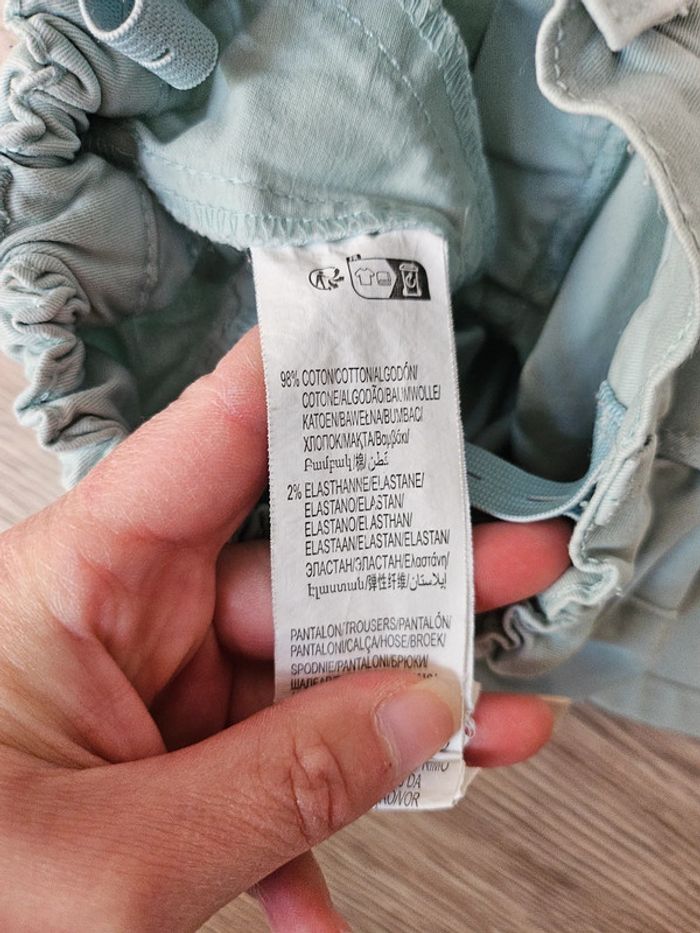 98% COTON/COTTON/ALGODÓN/
COTONE/ALGODÃO/BAUMWOLLE/
KATOEN/BAWEŁNA/BUMBAC/
ХЛОПОК/МАҚТА/Βαμβάκι/
Բամբակ/棉/قطن
2% ELASTHANNE/ELASTANE/
ELASTANO/ELASTAN/
ELASTANO/ELASTHAN/
ELASTAAN/ELASTAN/ELASTAN/
ЭЛАСТАН/ЭЛАСТАН/Ελαστάνη/
Էլաստան/弹性纤维/إيلاستان
PANTALON/TROUSERS/PANTALÓN/
PANTALONI/CALÇA/HOSE/BROEK/
SPODNIE/PANTALONI/БРЮКИ/